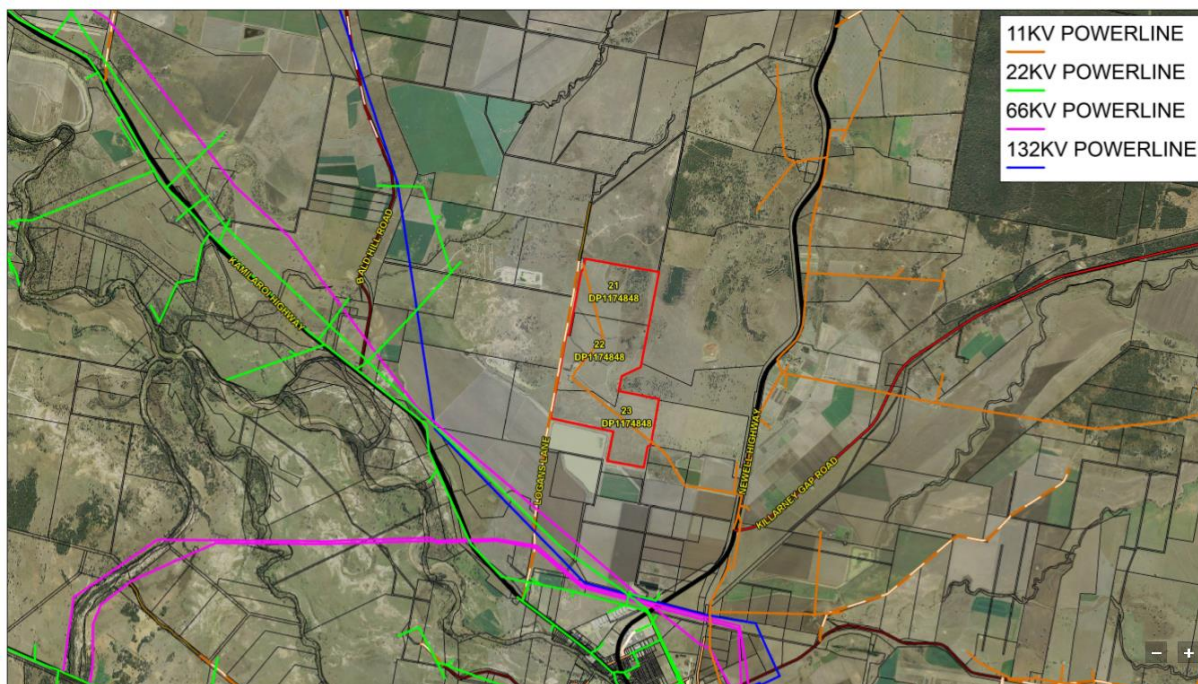 11KV POWERLINE
22KV POWERLINE
66KV POWERLINE
132KV POWERLINE
BALD HILL ROAD
KAMILAROI HIGHWAY
21
DP1174848
22
DP1174848
23
DP1174848
LOGANS LANE
NEWELL HIGHWAY
KILLARNEY GAP ROAD